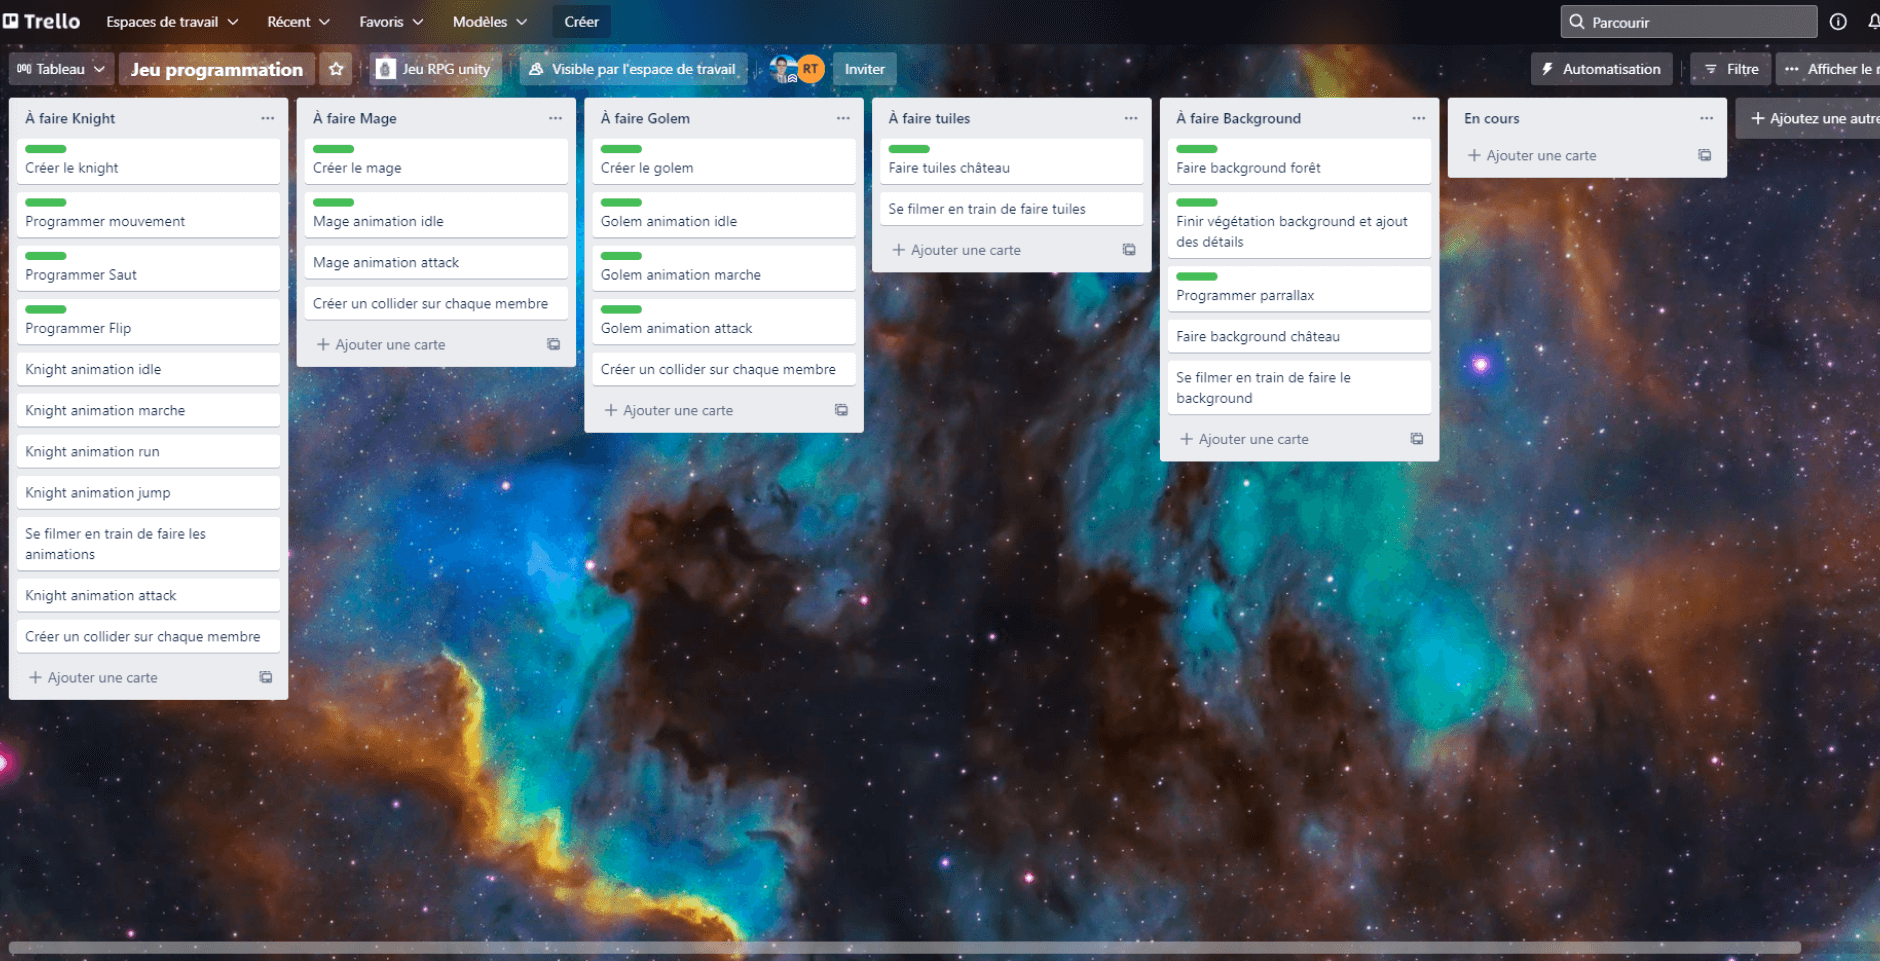 Trello
Espaces de travail
Récent
Favoris
Modèles
Créer
Parcourir
Tableau
Jeu programmation
Jeu RPG unity
Visible par l'espace de travail
RT
Inviter
Automatisation
Filtre
Afficher le
À faire Knight
Créer le knight
Programmer mouvement
Programmer Saut
Programmer Flip
Knight animation idle
Knight animation marche
Knight animation run
Knight animation jump
Se filmer en train de faire les
animations
Knight animation attack
Créer un collider sur chaque membre
+ Ajouter une carte
À faire Mage
Créer le mage
Mage animation idle
Mage animation attack
Créer un collider sur chaque membre
+ Ajouter une carte
À faire Golem
Créer le golem
Golem animation idle
Golem animation marche
Golem animation attack
Créer un collider sur chaque membre
+ Ajouter une carte
À faire tuiles
Faire tuiles château
Se filmer en train de faire tuiles
+ Ajouter une carte
À faire Background
Faire background forêt
Finir végétation background et ajout
des détails
Programmer parrallax
Faire background château
Se filmer en train de faire le
background
+ Ajouter une carte
En cours
+ Ajouter une carte
+ Ajoutez une autre